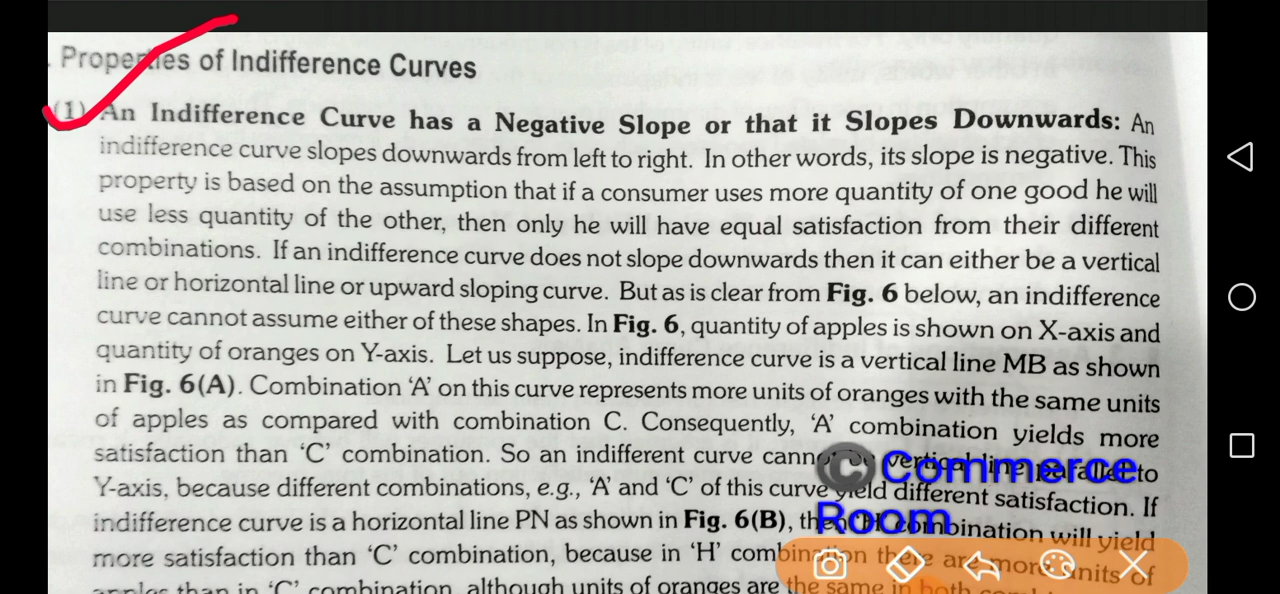 . Properties of Indifference Curves
(1) An Indifference Curve has a Negative Slope or that it Slopes Downwards: An
indifference curve slopes downwards from left to right. In other words, its slope is negative. This
property is based on the assumption that if a consumer uses more quantity of one good he will
use less quantity of the other, then only he will have equal satisfaction from their different
combinations. If an indifference curve does not slope downwards then it can either be a vertical
line or horizontal line or upward sloping curve. But as is clear from Fig. 6 below, an indifference
curve cannot assume either of these shapes. In Fig. 6, quantity of apples is shown on X-axis and
quantity of oranges on Y-axis. Let us suppose, indifference curve is a vertical line MB as shown
in Fig. 6(A). Combination ‘A’ on this curve represents more units of oranges with the same units
of apples as compared with combination C. Consequently, ‘A’ combination yields more
satisfaction than ‘C’ combination. So an indifferent curve vertical line parallel to
Y-axis, because different combinations, e.g., ‘A’ and ‘C’ of this curve yield different satisfaction. If
indifference curve is a horizontal line PN as shown in Fig. 6(B), then ‘H’ combination will yield
more satisfaction than ‘C’ combination, because in ‘H’ combination there are more units of
apples than in ‘C’ combination, although units of oranges are the same in both
© Commerce
Room